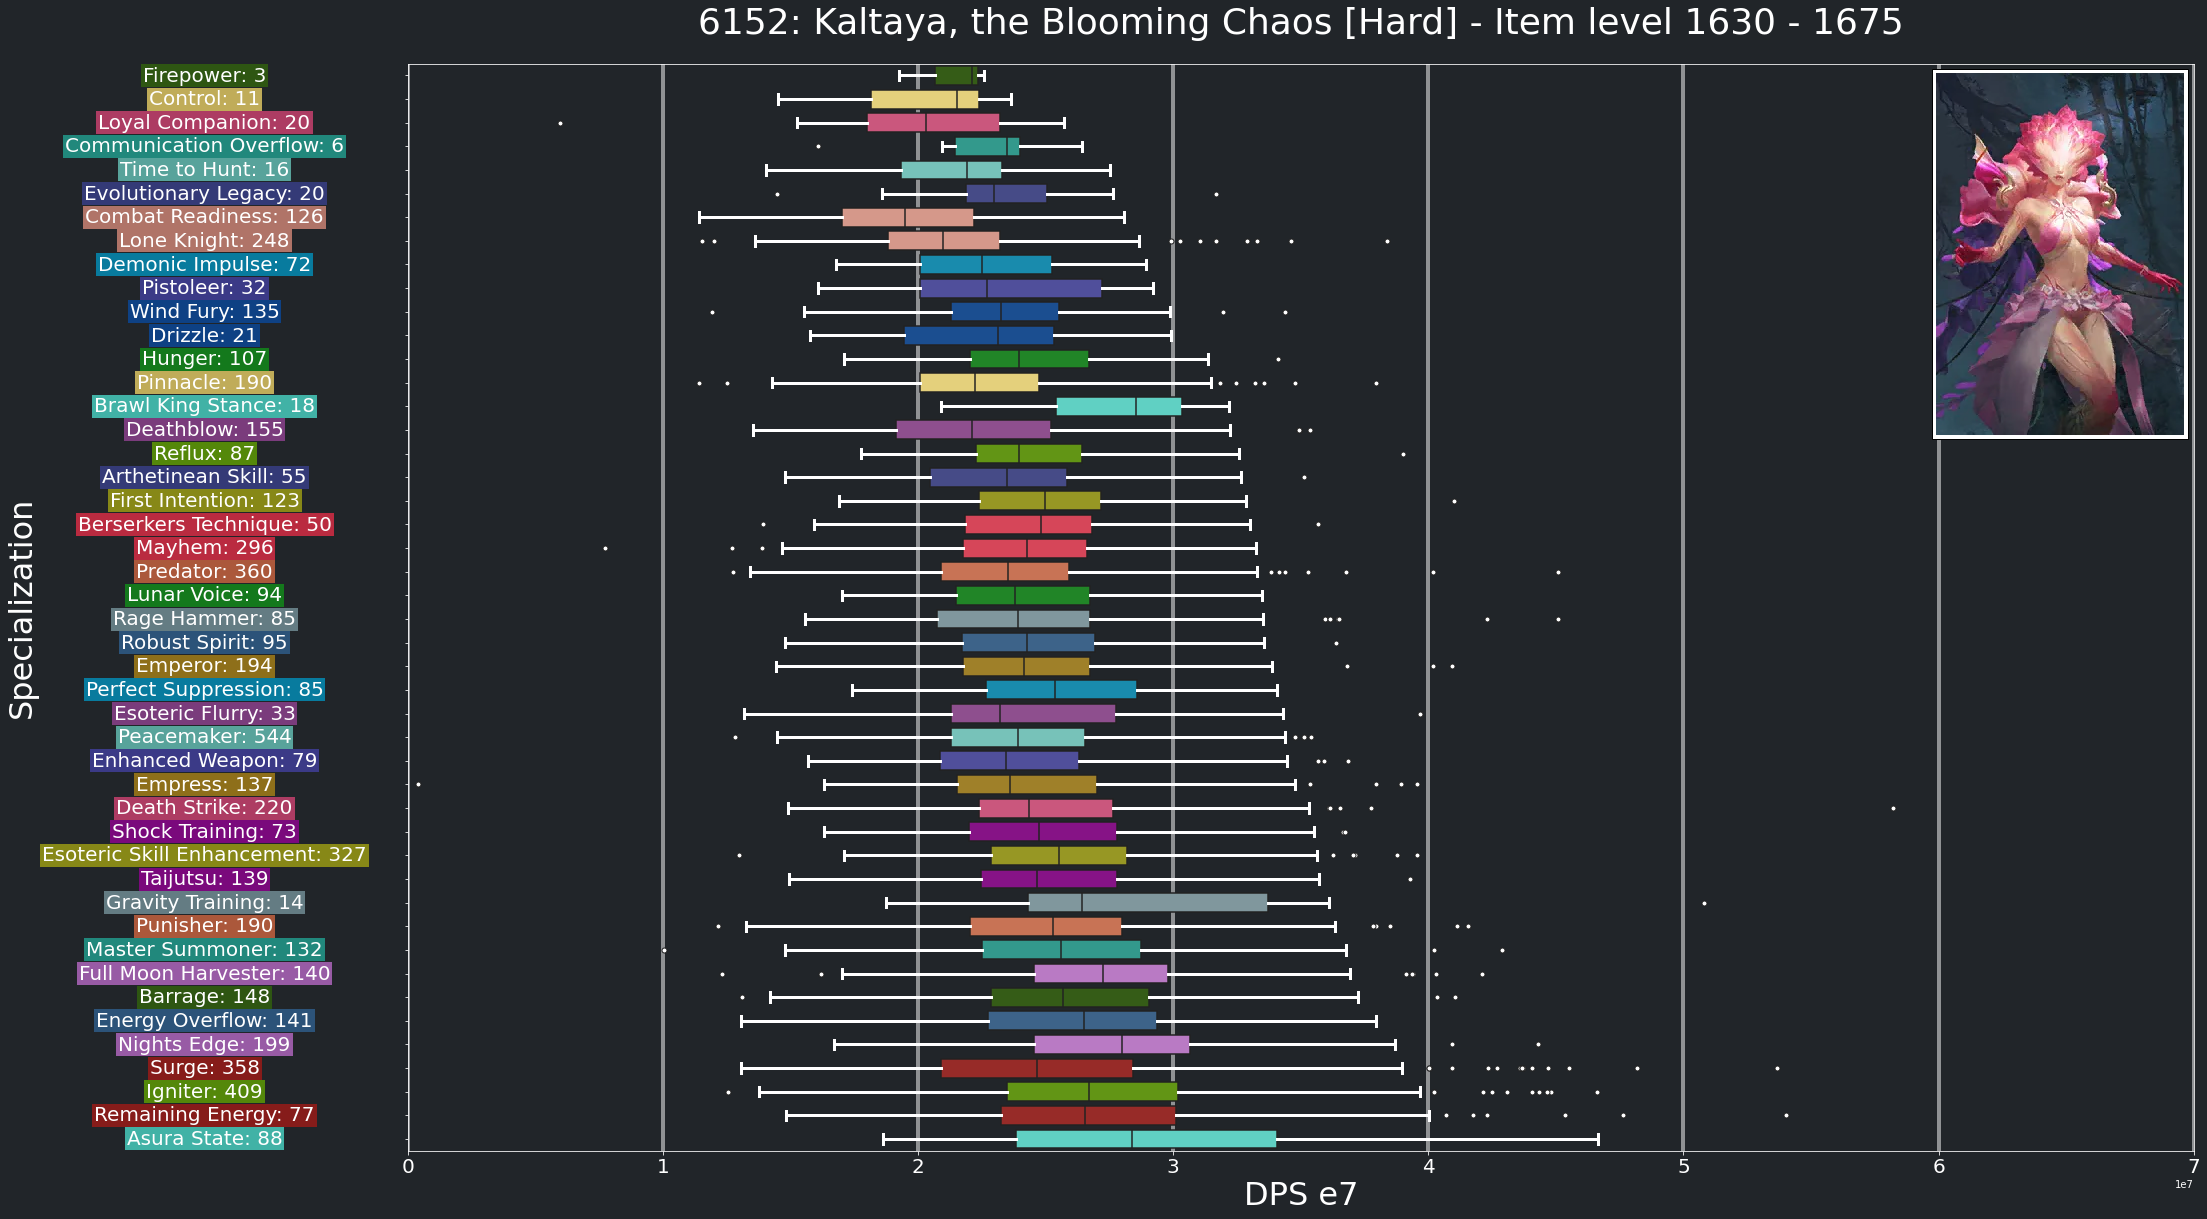 6152: Kaltaya, the Blooming Chaos [Hard] - Item level 1630 - 1675
Specialization
Firepower: 3
Control: 11
Loyal Companion: 20
Communication Overflow: 6
Time to Hunt: 16
Evolutionary Legacy: 20
Combat Readiness: 126
Lone Knight: 248
Demonic Impulse: 72
Pistoleer: 32
Wind Fury: 135
Drizzle: 21
Hunger: 107
Pinnacle: 190
Brawl King Stance: 18
Deathblow: 155
Reflux: 87
Arthetinean Skill: 55
First Intention: 123
Berserkers Technique: 50
Mayhem: 296
Predator: 360
Lunar Voice: 94
Rage Hammer: 85
Robust Spirit: 95
Emperor: 194
Perfect Suppression: 85
Esoteric Flurry: 33
Peacemaker: 544
Enhanced Weapon: 79
Empress: 137
Death Strike: 220
Shock Training: 73
Esoteric Skill Enhancement: 327
Taijutsu: 139
Gravity Training: 14
Punisher: 190
Master Summoner: 132
Full Moon Harvester: 140
Barrage: 148
Energy Overflow: 141
Nights Edge: 199
Surge: 358
Igniter: 409
Remaining Energy: 77
Asura State: 88
0 1 2 3 4 5 6 7
1e7
DPS e7